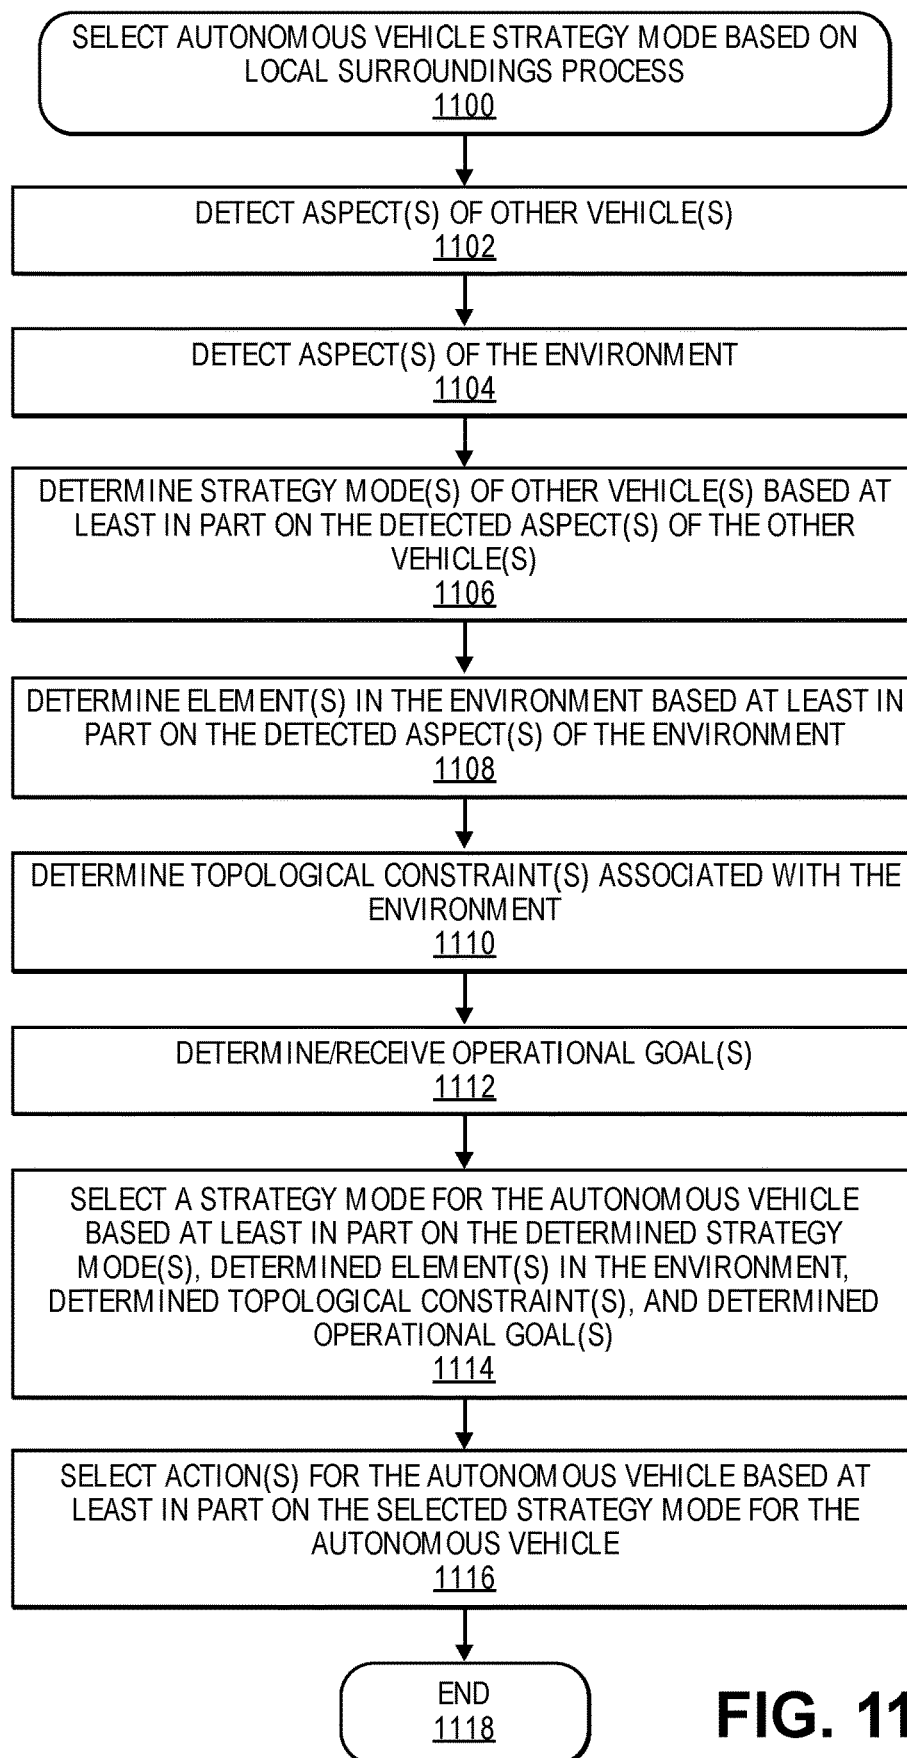 SELECT AUTONOMOUS VEHICLE STRATEGY MODE BASED ON
LOCAL SURROUNDINGS PROCESS
1100
DETECT ASPECT(S) OF OTHER VEHICLE(S)
1102
DETECT ASPECT(S) OF THE ENVIRONMENT
1104
DETERMINE STRATEGY MODE(S) OF OTHER VEHICLE(S) BASED AT
LEAST IN PART ON THE DETECTED ASPECT(S) OF THE OTHER
VEHICLE(S)
1106
DETERMINE ELEMENT(S) IN THE ENVIRONMENT BASED AT LEAST IN
PART ON THE DETECTED ASPECT(S) OF THE ENVIRONMENT
1108
DETERMINE TOPOLOGICAL CONSTRAINT(S) ASSOCIATED WITH THE
ENVIRONMENT
1110
DETERMINE/RECEIVE OPERATIONAL GOAL(S)
1112
SELECT A STRATEGY MODE FOR THE AUTONOMOUS VEHICLE
BASED AT LEAST IN PART ON THE DETERMINED STRATEGY
MODE(S), DETERMINED ELEMENT(S) IN THE ENVIRONMENT,
DETERMINED TOPOLOGICAL CONSTRAINT(S), AND DETERMINED
OPERATIONAL GOAL(S)
1114
SELECT ACTION(S) FOR THE AUTONOMOUS VEHICLE BASED AT
LEAST IN PART ON THE SELECTED STRATEGY MODE FOR THE
AUTONOMOUS VEHICLE
1116
END
1118
FIG. 11